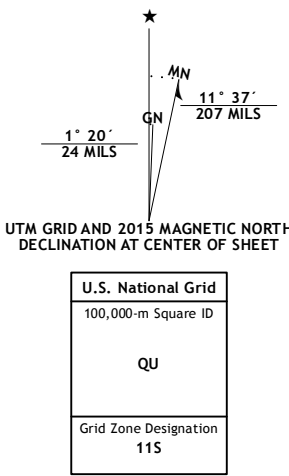 ★
MN
GN
11° 37´
207 MILS
1° 20´
24 MILS
UTM GRID AND 2015 MAGNETIC NORTH
DECLINATION AT CENTER OF SHEET
U.S. National Grid
100,000-m Square ID
QU
Grid Zone Designation
11S